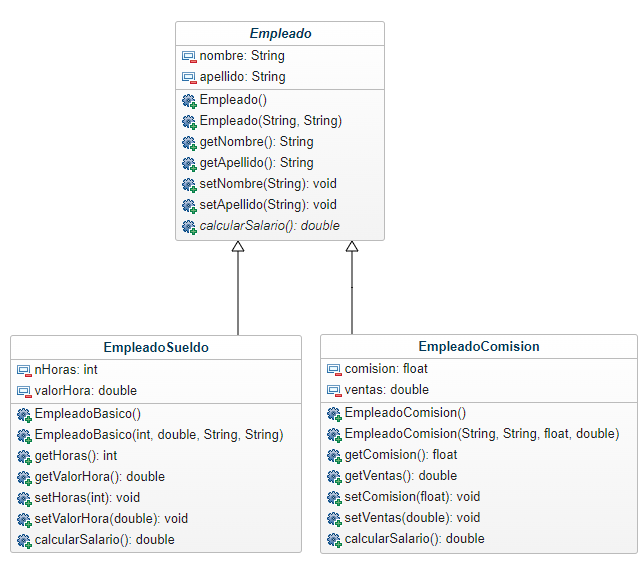 Empleado
nombre: String
apellido: String
Empleado()
Empleado(String, String)
getNombre(): String
getApellido(): String
setNombre(String): void
setApellido(String): void
calcularSalario(): double
EmpleadoSueldo
nHoras: int
valorHora: double
EmpleadoBasico()
EmpleadoBasico(int, double, String, String)
getHoras(): int
getValorHora(): double
setHoras(int): void
setValorHora(double): void
calcularSalario(): double
EmpleadoComision
comision: float
ventas: double
EmpleadoComision()
EmpleadoComision(String, String, float, double)
getComision(): float
getVentas(): double
setComision(float): void
setVentas(double): void
calcularSalario(): double